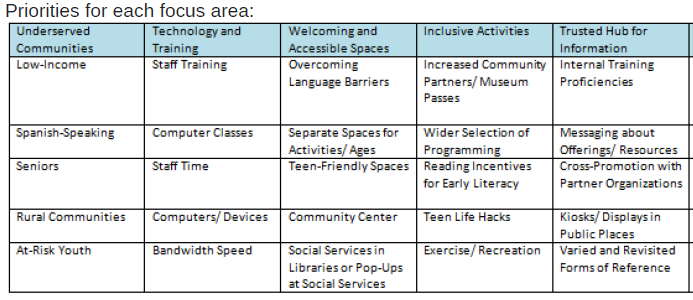 Priorities for each focus area:
Underserved Communities | Technology and Training | Welcoming and Accessible Spaces | Inclusive Activities | Trusted Hub for Information
Low-Income | Staff Training | Overcoming Language Barriers | Increased Community Partners/ Museum Passes | Internal Training Proficiencies
Spanish-Speaking | Computer Classes | Separate Spaces for Activities/ Ages | Wider Selection of Programming | Messaging about Offerings/ Resources
Seniors | Staff Time | Teen-Friendly Spaces | Reading Incentives for Early Literacy | Cross-Promotion with Partner Organizations
Rural Communities | Computers/ Devices | Community Center | Teen Life Hacks | Kiosks/ Displays in Public Places
At-Risk Youth | Bandwidth Speed | Social Services in Libraries or Pop-Ups at Social Services | Exercise/ Recreation | Varied and Revisited Forms of Reference